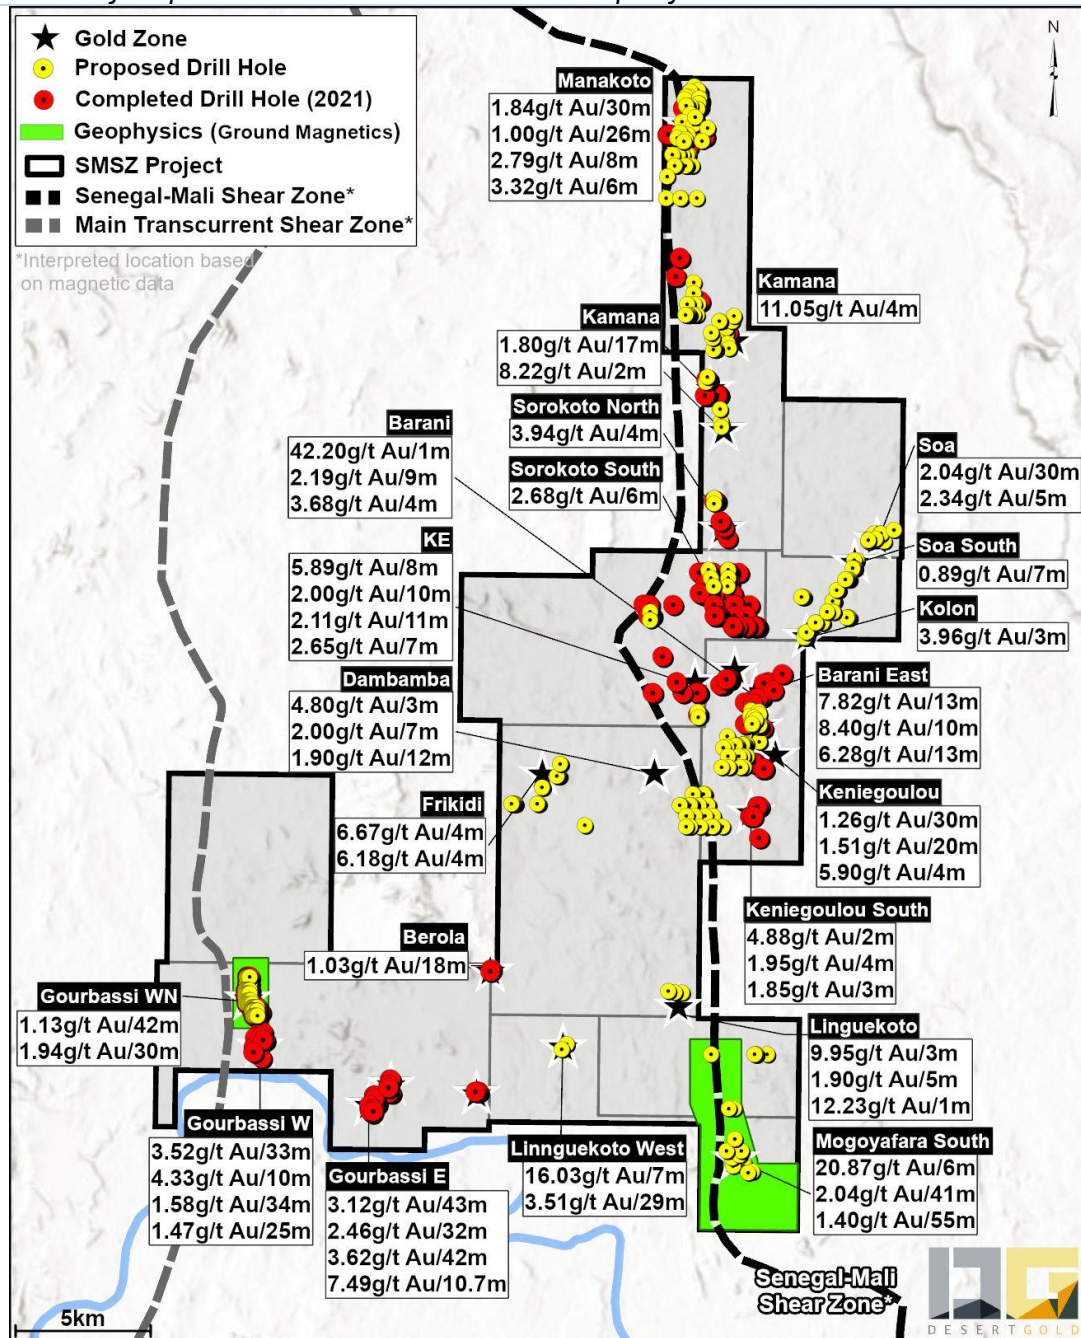 Gold Zone
Proposed Drill Hole
Completed Drill Hole (2021)
Geophysics (Ground Magnetics)
SMSZ Project
Senegal-Mali Shear Zone*
Main Transcurrent Shear Zone*
*Interpreted location based
on magnetic data
N
Manakoto
1.84g/t Au/30m
1.00g/t Au/26m
2.79g/t Au/8m
3.32g/t Au/6m
Kamana
11.05g/t Au/4m
Kamana
1.80g/t Au/17m
8.22g/t Au/2m
Sorokoto North
3.94g/t Au/4m
Sorokoto South
2.68g/t Au/6m
Barani
42.20g/t Au/1m
2.19g/t Au/9m
3.68g/t Au/4m
KE
5.89g/t Au/8m
2.00g/t Au/10m
2.11g/t Au/11m
2.65g/t Au/7m
Dambamba
4.80g/t Au/3m
2.00g/t Au/7m
1.90g/t Au/12m
Soa
2.04g/t Au/30m
2.34g/t Au/5m
Soa South
0.89g/t Au/7m
Kolon
3.96g/t Au/3m
Barani East
7.82g/t Au/13m
8.40g/t Au/10m
6.28g/t Au/13m
Frikidi
6.67g/t Au/4m
6.18g/t Au/4m
Keniegoulou
1.26g/t Au/30m
1.51g/t Au/20m
5.90g/t Au/4m
Keniegoulou South
4.88g/t Au/2m
1.95g/t Au/4m
1.85g/t Au/3m
Berola
1.03g/t Au/18m
Gourbassi WN
1.13g/t Au/42m
1.94g/t Au/30m
Linguekoto
9.95g/t Au/3m
1.90g/t Au/5m
12.23g/t Au/1m
Gourbassi W
3.52g/t Au/33m
4.33g/t Au/10m
1.58g/t Au/34m
1.47g/t Au/25m
Gourbassi E
3.12g/t Au/43m
2.46g/t Au/32m
3.62g/t Au/42m
7.49g/t Au/10.7m
Linnguekoto West
16.03g/t Au/7m
3.51g/t Au/29m
Mogoyafara South
20.87g/t Au/6m
2.04g/t Au/41m
1.40g/t Au/55m
Senegal-Mali
Shear Zone*
5km
DG
DESERTGOLD